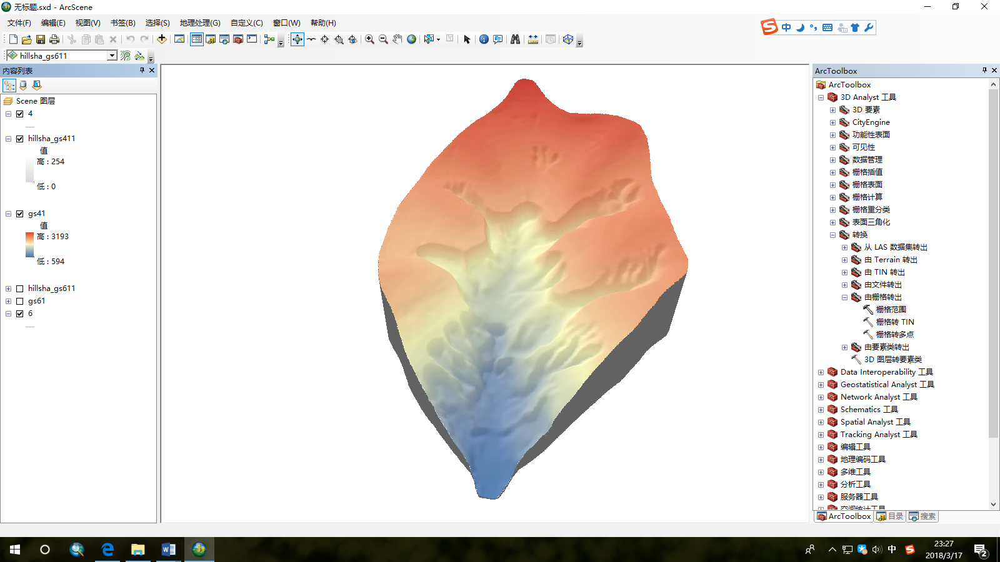 无标题.sxd - ArcScene
文件(F) 编辑(E) 视图(V) 书签(B) 选择(S) 地理处理(G) 自定义(C) 窗口(W) 帮助(H)
中
hillsha_gs611
内容列表
Scene 图层
4
hillsha_gs411
值
高 : 254
低 : 0
gs41
值
高 : 3193
低 : 594
hillsha_gs611
gs61
6
ArcToolbox
ArcToolbox
3D Analyst 工具
3D 要素
CityEngine
功能性表面
可见性
数据管理
栅格插值
栅格表面
栅格计算
栅格重分类
表面三角化
转换
从 LAS 数据集转出
由 Terrain 转出
由 TIN 转出
由文件转出
由栅格转出
栅格范围
栅格转 TIN
栅格转多点
由要素类转出
3D 图层转要素类
Data Interoperability 工具
Geostatistical Analyst 工具
Network Analyst 工具
Schematics 工具
Spatial Analyst 工具
Tracking Analyst 工具
编辑工具
地理编码工具
多维工具
分析工具
服务器工具
空间统计工具
ArcToolbox 目录 搜索
中
23:27
2018/3/17
2